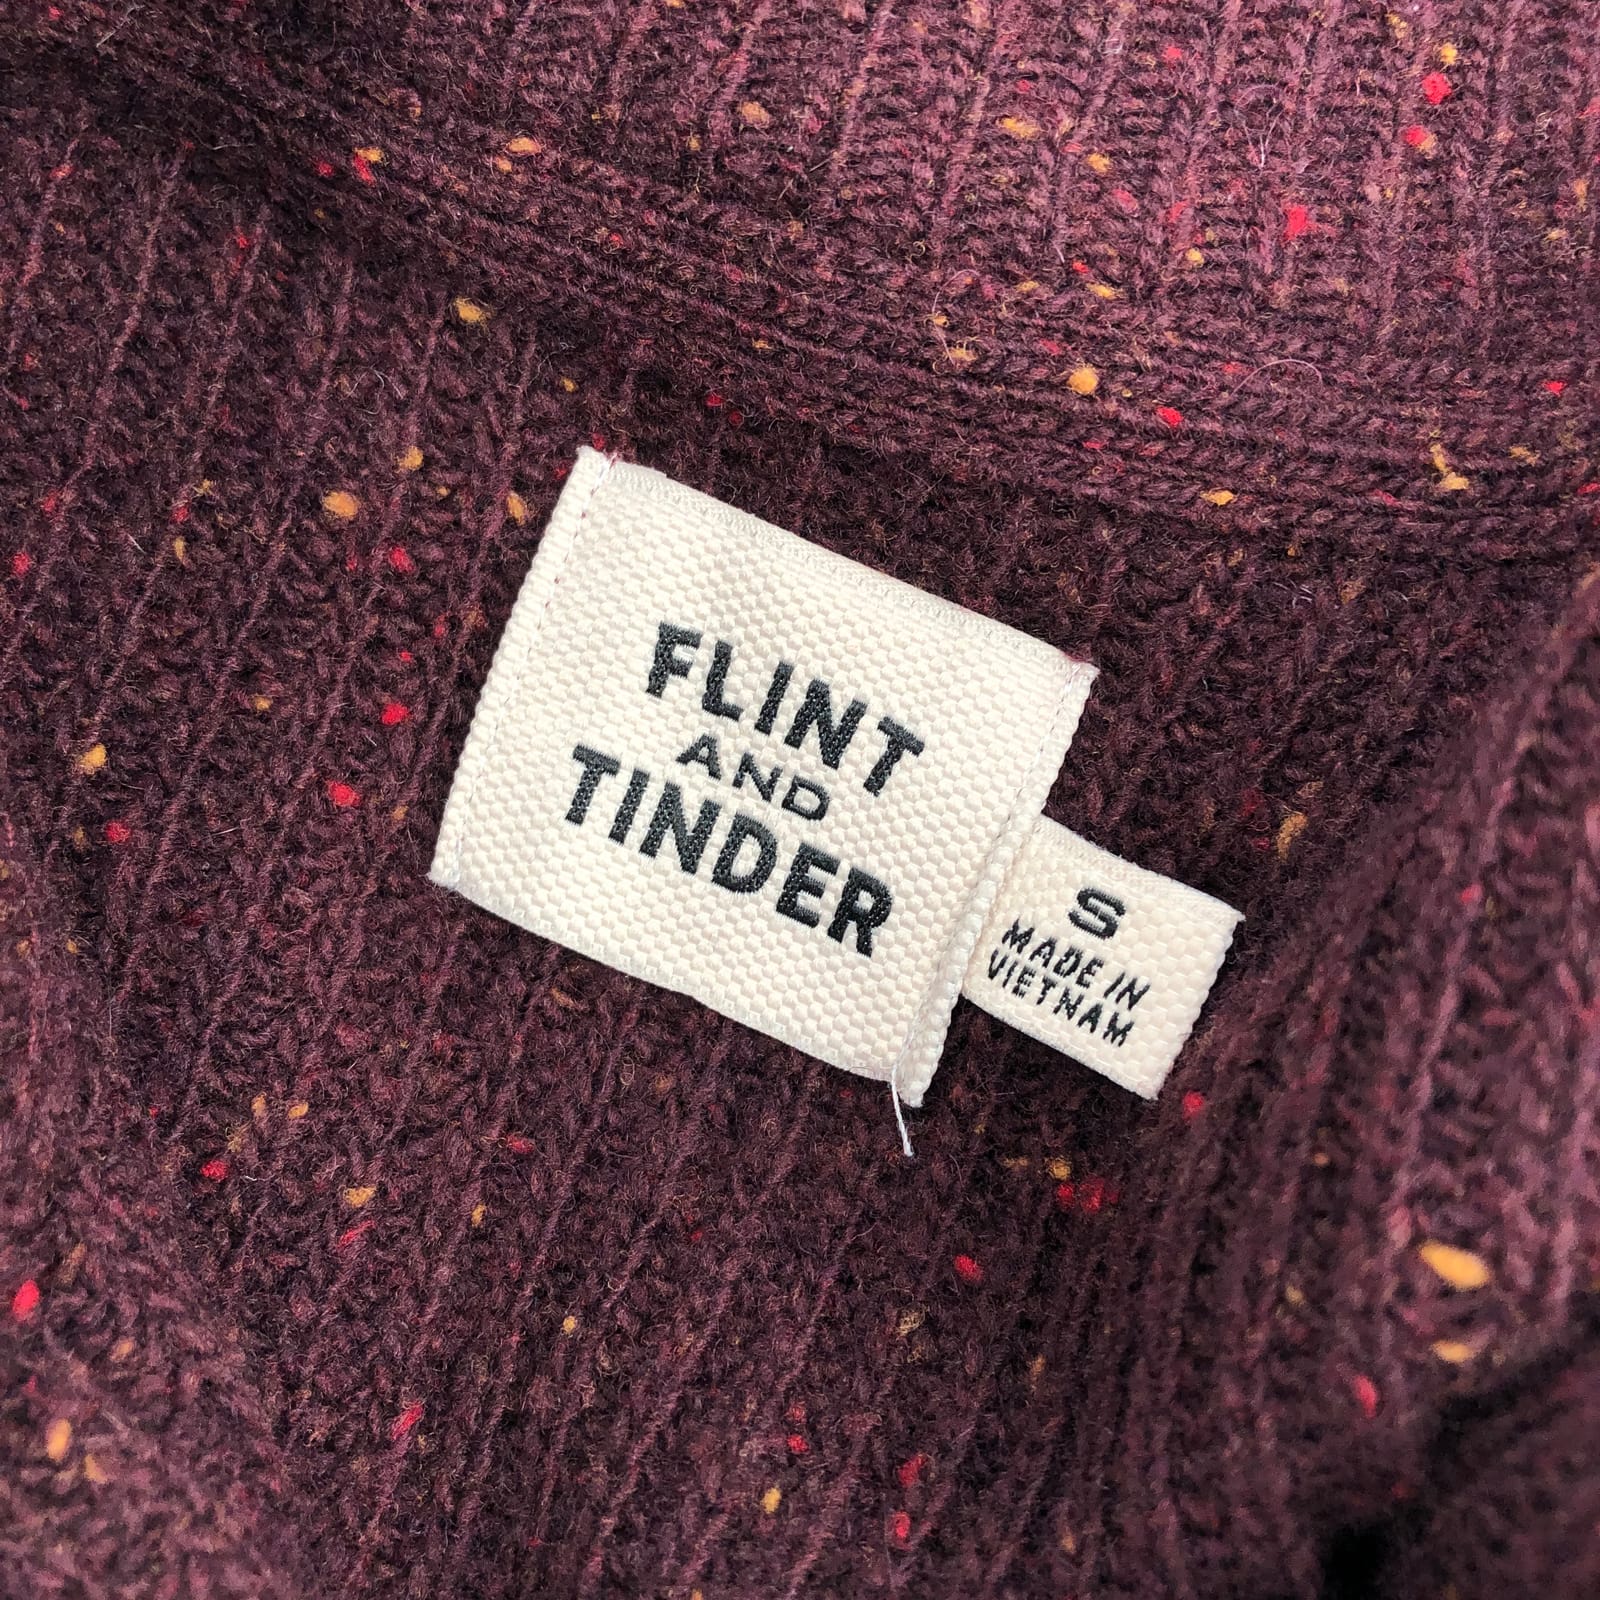 FLINT
AND
TINDER
S
MADE IN
VIETNAM